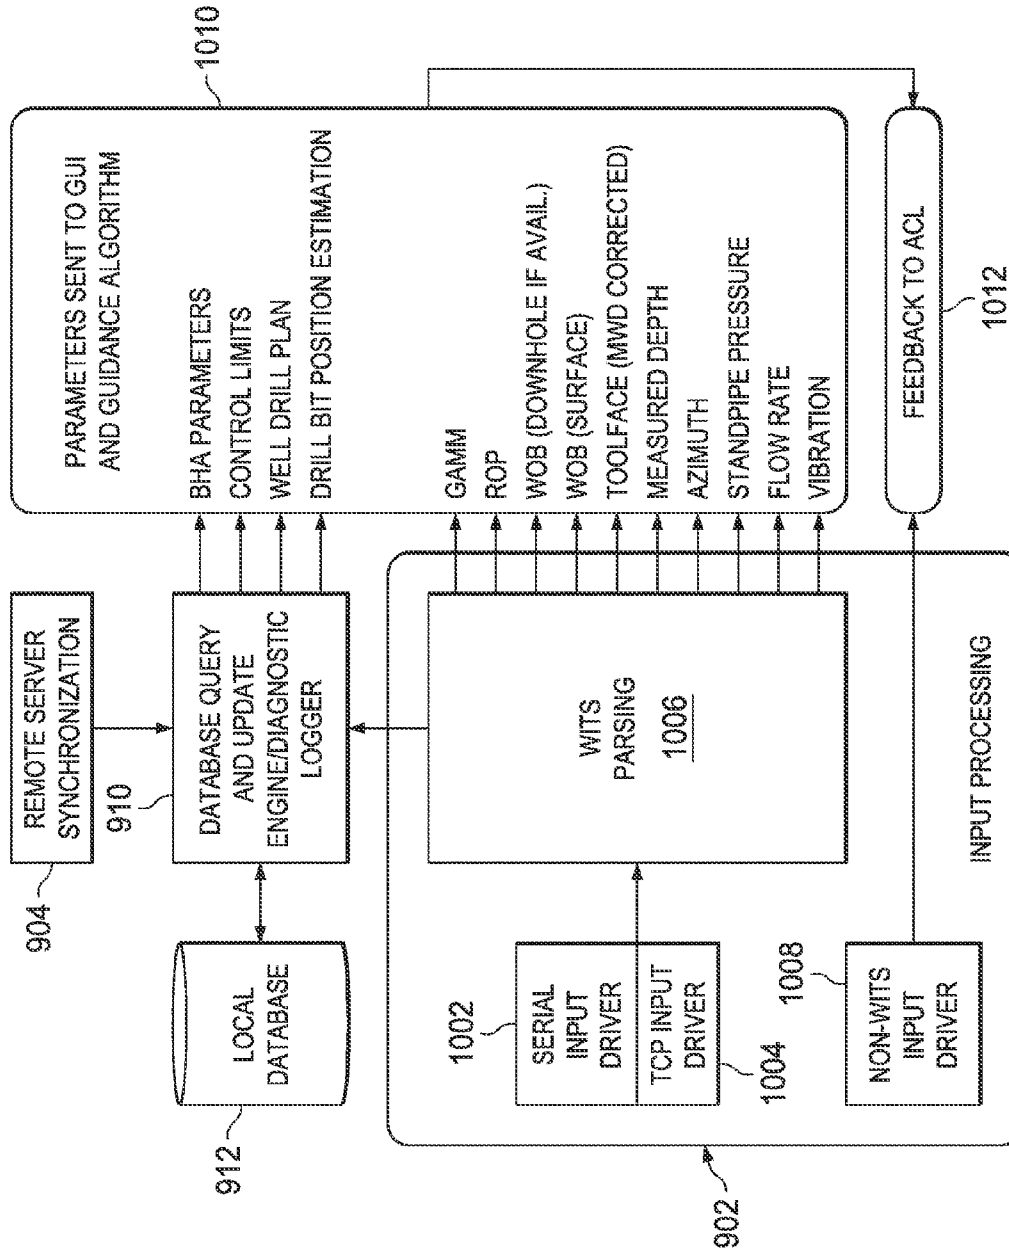 904
REMOTE SERVER
SYNCHRONIZATION
912
LOCAL
DATABASE
910
DATABASE QUERY
AND UPDATE
ENGINE/DIAGNOSTIC
LOGGER
PARAMETERS SENT TO GUI
AND GUIDANCE ALGORITHM
1010
BHA PARAMETERS
CONTROL LIMITS
WELL DRILL PLAN
DRILL BIT POSITION ESTIMATION
GAMM
ROP
WOB (DOWNHOLE IF AVAIL.)
WOB (SURFACE)
TOOLFACE (MWD CORRECTED)
MEASURED DEPTH
AZIMUTH
STANDPIPE PRESSURE
FLOW RATE
VIBRATION
902
1002
SERIAL
INPUT
DRIVER
TCP INPUT
DRIVER
1004
WITS
PARSING
1006
1008
NON-WITS
INPUT
DRIVER
INPUT PROCESSING
FEEDBACK TO ACL
1012